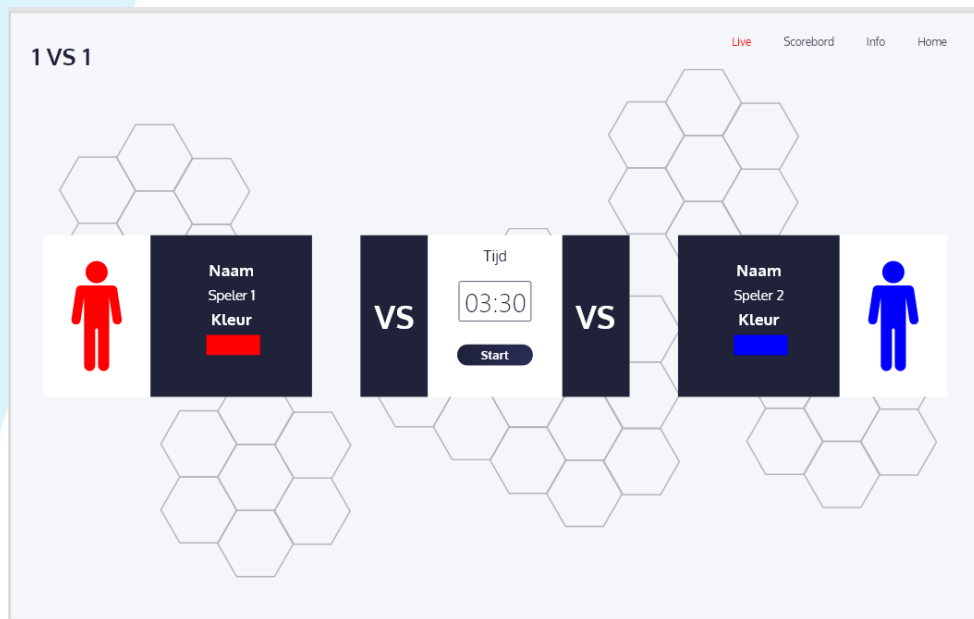 1 VS 1
Live Scorebord Info Home
Naam
Speler 1
Kleur
VS
Tijd
03:30
Start
VS
Naam
Speler 2
Kleur